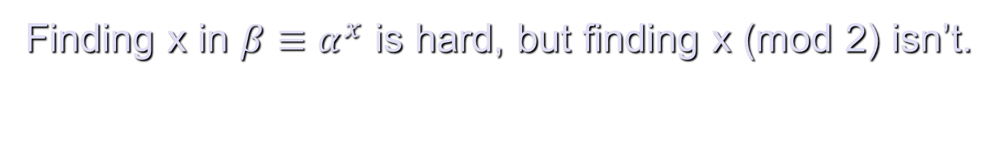 Finding x in β ≡ α^x is hard, but finding x (mod 2) isn’t.